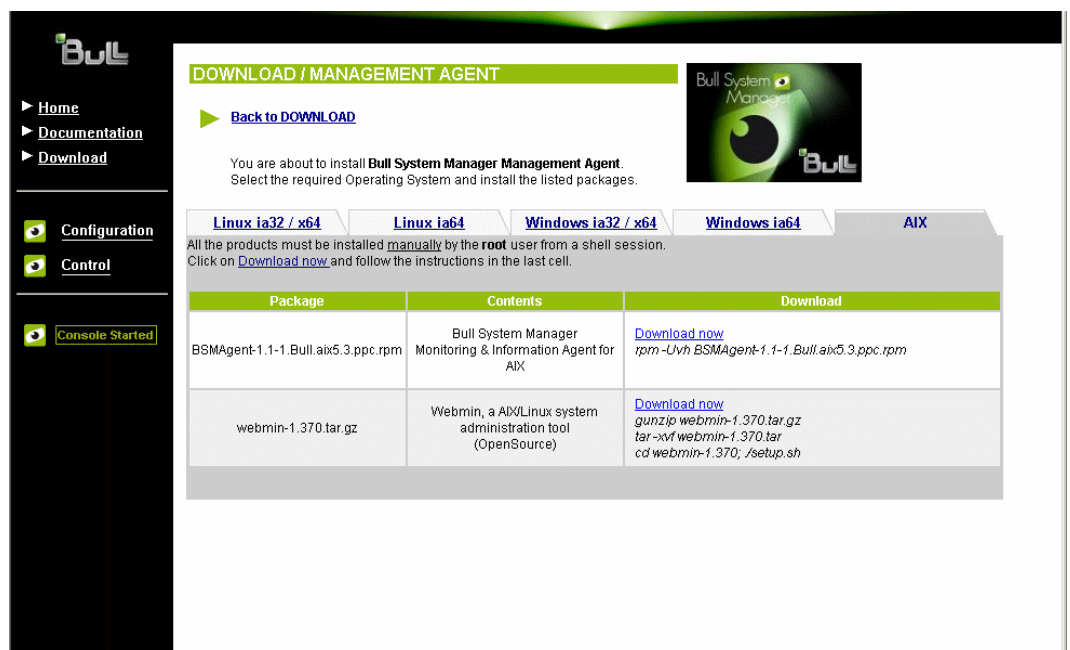 Bull
Home
Documentation
Download
Configuration
Control
Console Started
DOWNLOAD / MANAGEMENT AGENT
Bull System
Manager
Bull
Back to DOWNLOAD
You are about to install Bull System Manager Management Agent.
Select the required Operating System and install the listed packages.
Linux ia32 / x64
Linux ia64
Windows ia32 / x64
Windows ia64
AIX
All the products must be installed manually by the root user from a shell session.
Click on Download now and follow the instructions in the last cell.
Package
Contents
Download
BSMAgent-1.1-1.Bull.aix5.3.ppc.rpm
Bull System Manager
Monitoring & Information Agent for
AIX
Download now
rpm -Uvh BSMAgent-1.1-1.Bull.aix5.3.ppc.rpm
webmin-1.370.tar.gz
Webmin, a AIX/Linux system
administration tool
(OpenSource)
Download now
gunzip webmin-1.370.tar.gz
tar -xvf webmin-1.370.tar
cd webmin-1.370; ./setup.sh